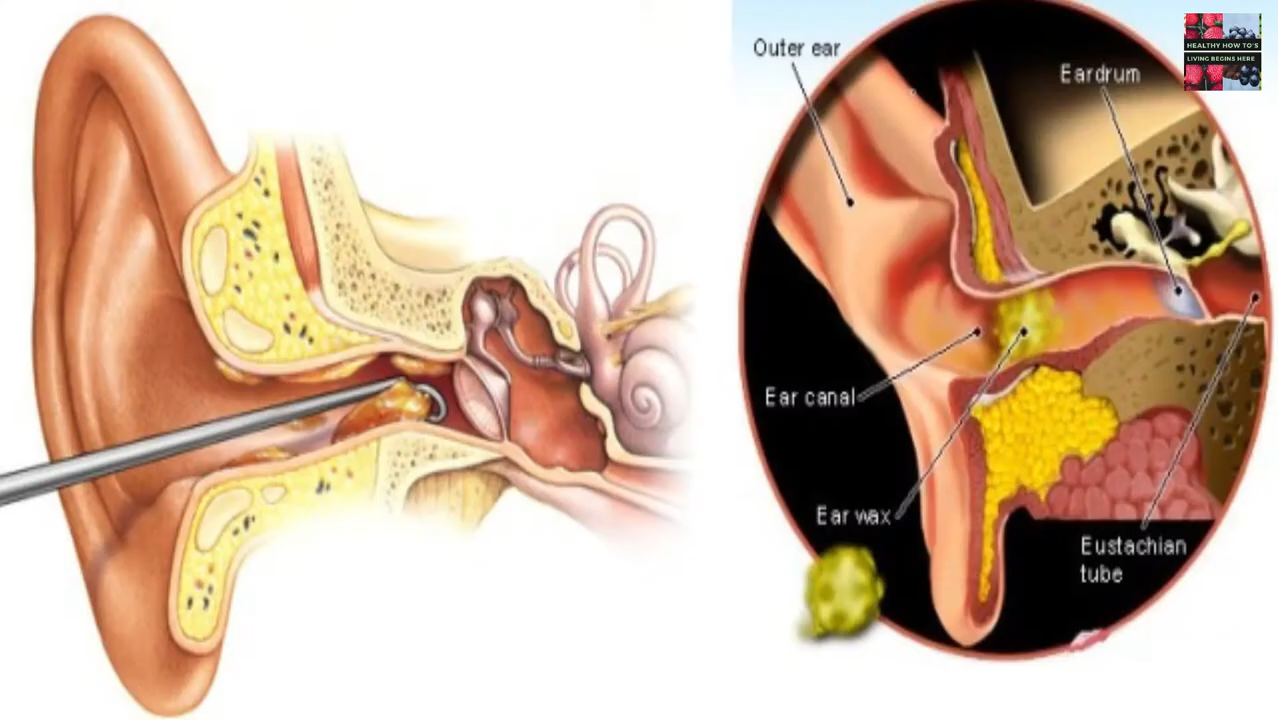 Outer ear
Eardrum
HEALTHY HOW TO'S
LIVING BEGINS HERE
Ear canal
Ear wax
Eustachian
tube